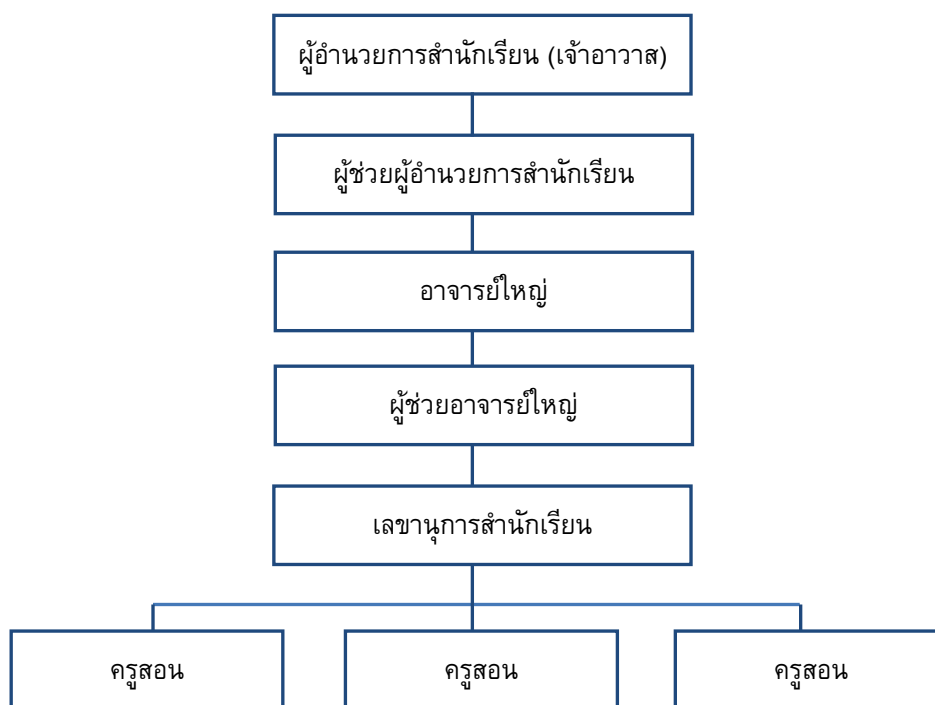 ผู้อำนวยการสำนักเรียน (เจ้าอาวาส)
ผู้ช่วยผู้อำนวยการสำนักเรียน
อาจารย์ใหญ่
ผู้ช่วยอาจารย์ใหญ่
เลขานุการสำนักเรียน
ครูสอน
ครูสอน
ครูสอน